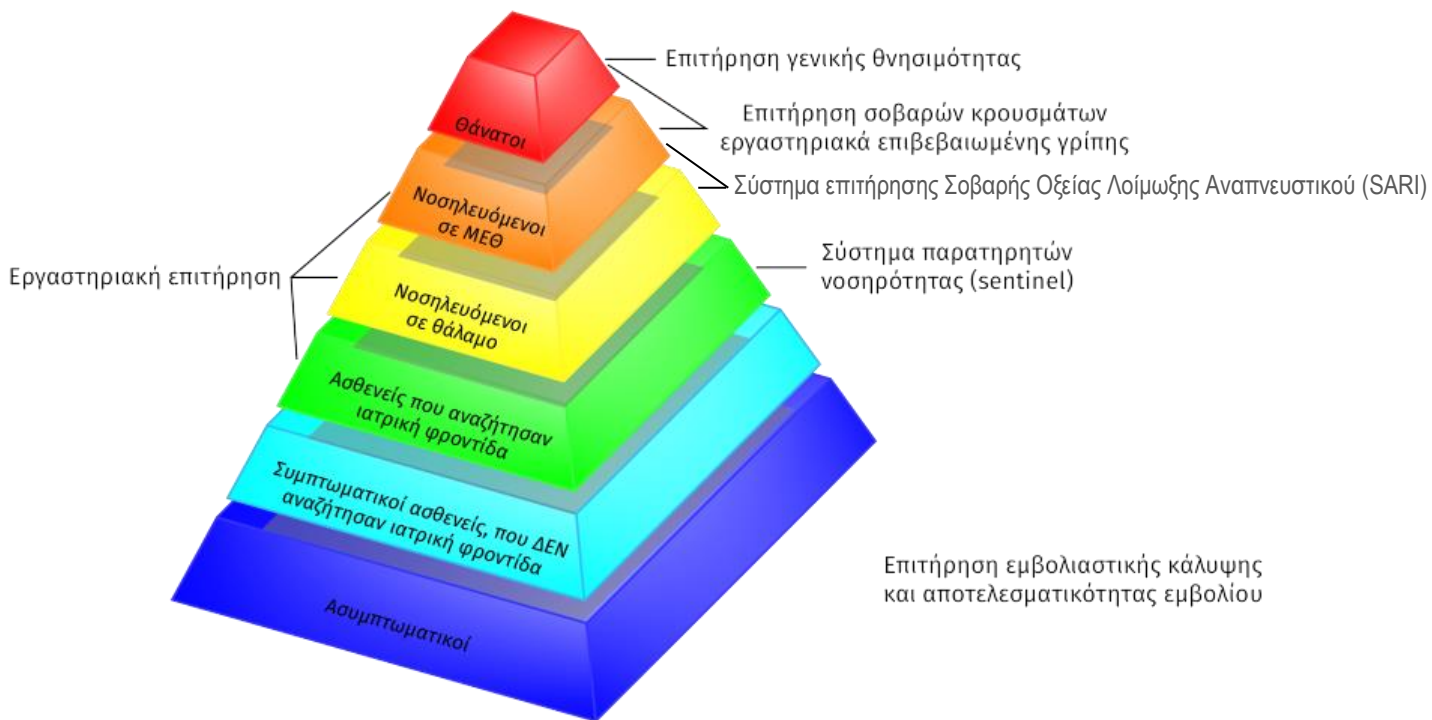 Επιτήρηση γενικής θνησιμότητας
Θάνατοι
Επιτήρηση σοβαρών κρουσμάτων
εργαστηριακά επιβεβαιωμένης γρίπης
Σύστημα επιτήρησης Σοβαρής Οξείας Λοίμωξης Αναπνευστικού (SARI)
Νοσηλευόμενοι
σε ΜΕΘ
Εργαστηριακή επιτήρηση
Σύστημα παρατηρητών
νοσηρότητας (sentinel)
Νοσηλευόμενοι
σε θάλαμο
Ασθενείς που αναζήτησαν
ιατρική φροντίδα
Συμπτωματικοί ασθενείς, που ΔΕΝ
αναζήτησαν ιατρική φροντίδα
Επιτήρηση εμβολιαστικής κάλυψης
και αποτελεσματικότητας εμβολίου
Ασυμπτωματικοί